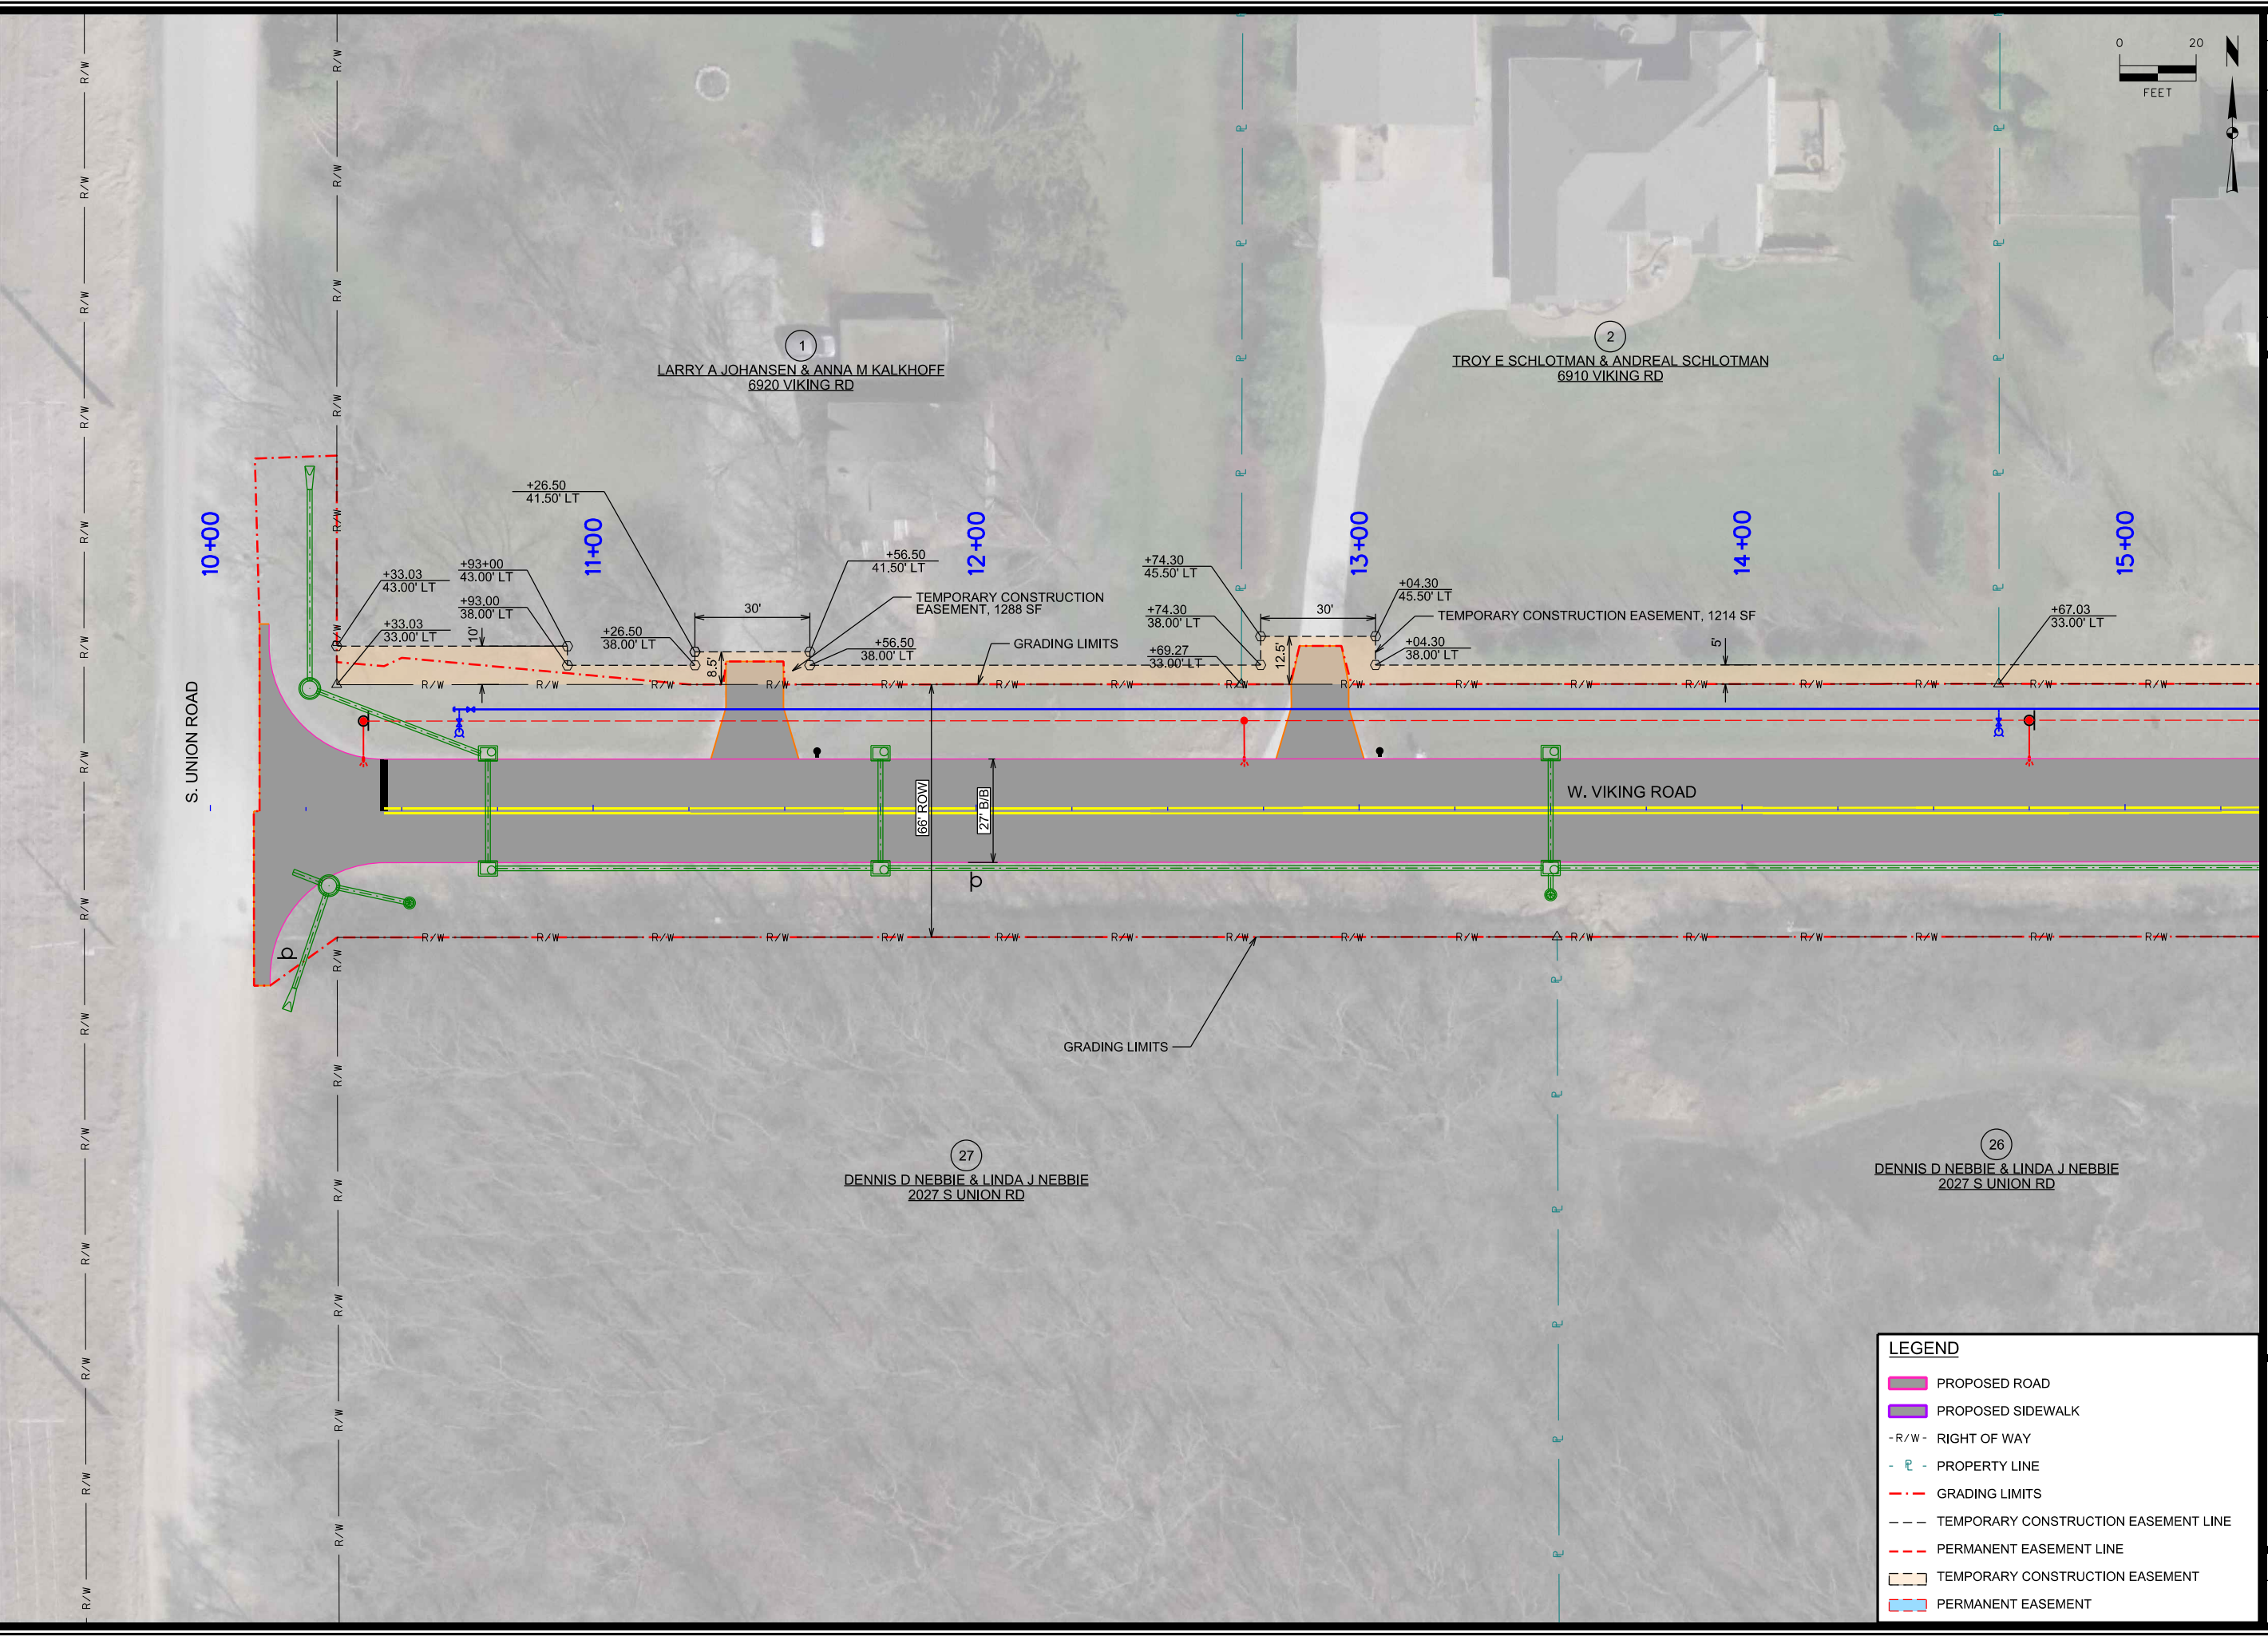 0 20
N
FEET
1
LARRY A JOHANSEN & ANNA M KALKHOFF
6920 VIKING RD
2
TROY E SCHLOTMAN & ANDREAL SCHLOTMAN
6910 VIKING RD
10+00
11+00
12+00
13+00
14+00
15+00
+26.50
41.50' LT
+33.03
43.00' LT
+93+00
43.00' LT
+93.00
38.00' LT
+33.03
33.00' LT
10'
+26.50
38.00' LT
30'
8.5'
+56.50
41.50' LT
TEMPORARY CONSTRUCTION
EASEMENT, 1288 SF
+56.50
38.00' LT
GRADING LIMITS
+74.30
45.50' LT
+74.30
38.00' LT
+69.27
33.00' LT
30'
12.5'
+04.30
45.50' LT
TEMPORARY CONSTRUCTION EASEMENT, 1214 SF
+04.30
38.00' LT
5'
+67.03
33.00' LT
R/W R/W R/W R/W R/W R/W R/W R/W R/W R/W R/W R/W R/W R/W R/W R/W
S. UNION ROAD
66' ROW
27' B/B
W. VIKING ROAD
R/W R/W R/W R/W R/W R/W R/W R/W R/W R/W R/W R/W R/W R/W R/W R/W
GRADING LIMITS
27
DENNIS D NEBBIE & LINDA J NEBBIE
2027 S UNION RD
26
DENNIS D NEBBIE & LINDA J NEBBIE
2027 S UNION RD
LEGEND
PROPOSED ROAD
PROPOSED SIDEWALK
-R/W- RIGHT OF WAY
PL PROPERTY LINE
GRADING LIMITS
TEMPORARY CONSTRUCTION EASEMENT LINE
PERMANENT EASEMENT LINE
TEMPORARY CONSTRUCTION EASEMENT
PERMANENT EASEMENT